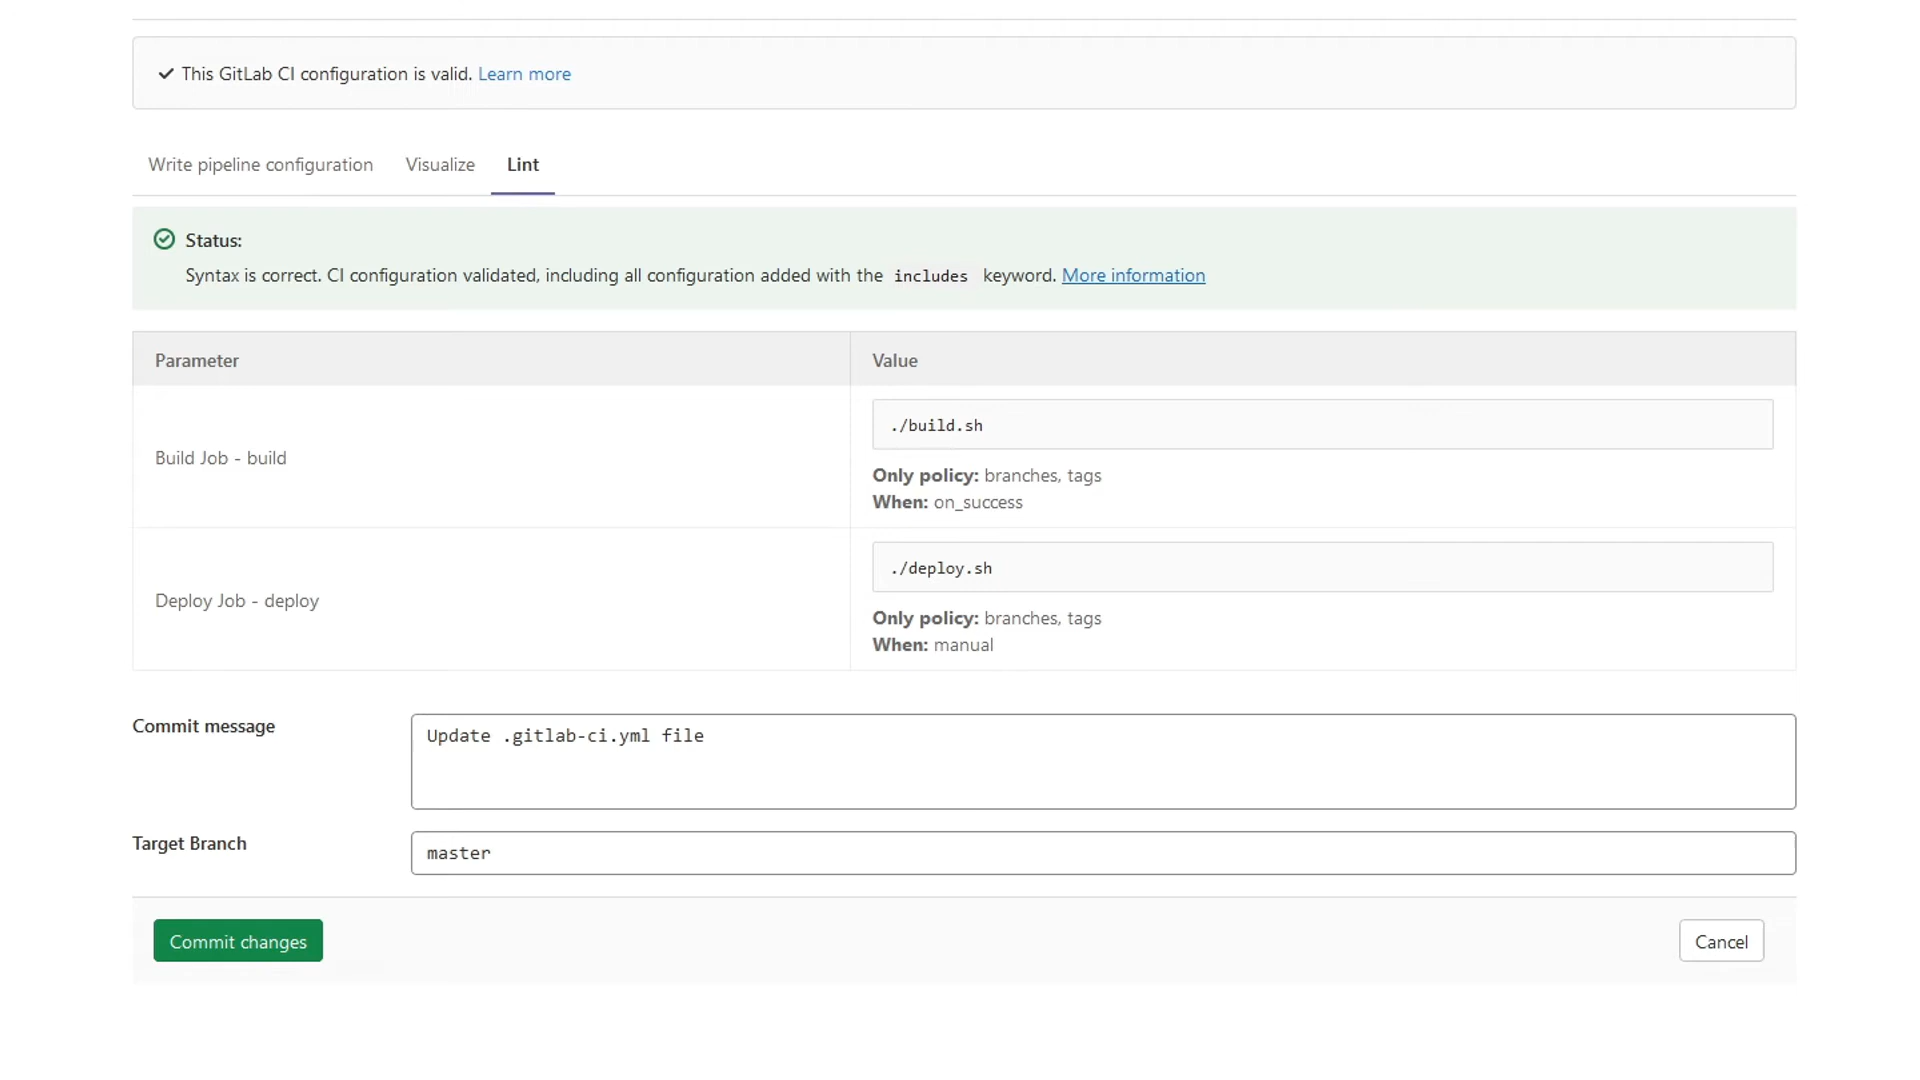 This GitLab CI configuration is valid. Learn more
Write pipeline configuration Visualize Lint
Status:
Syntax is correct. CI configuration validated, including all configuration added with the includes keyword. More information
Parameter Value
Build Job - build
./build.sh
Only policy: branches, tags
When: on_success
Deploy Job - deploy
./deploy.sh
Only policy: branches, tags
When: manual
Commit message
Update .gitlab-ci.yml file
Target Branch
master
Commit changes Cancel